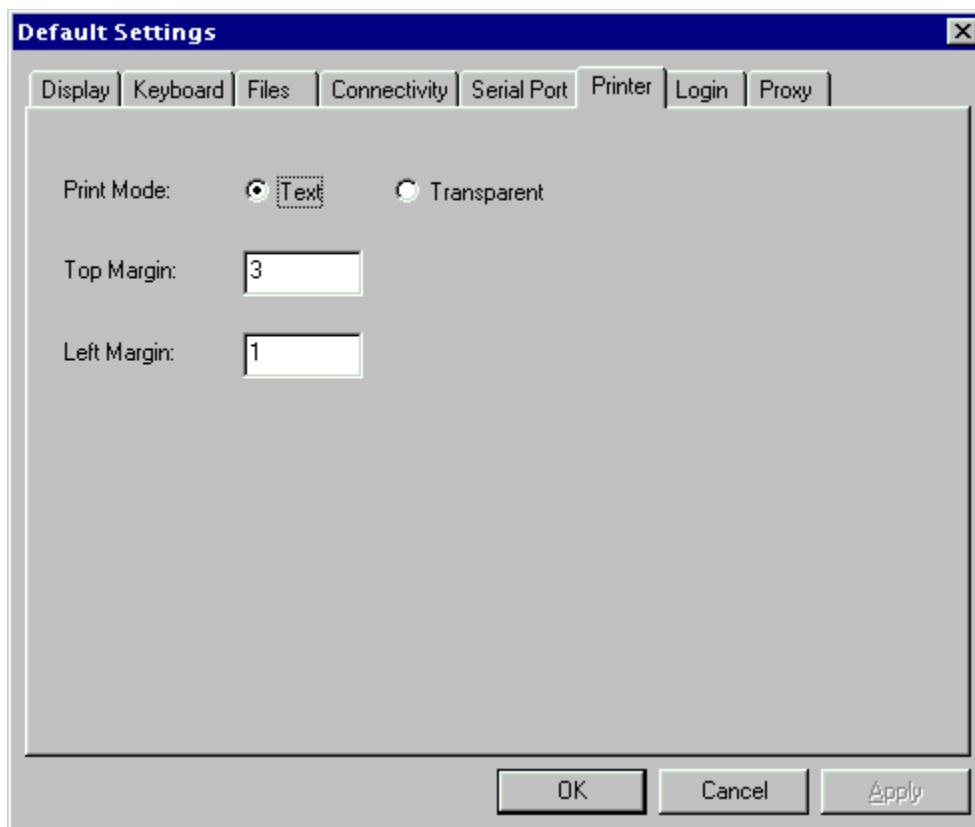 Default Settings
Display Keyboard Files Connectivity Serial Port Printer Login Proxy
Print Mode: Text Transparent
Top Margin: 3
Left Margin: 1
OK Cancel Apply